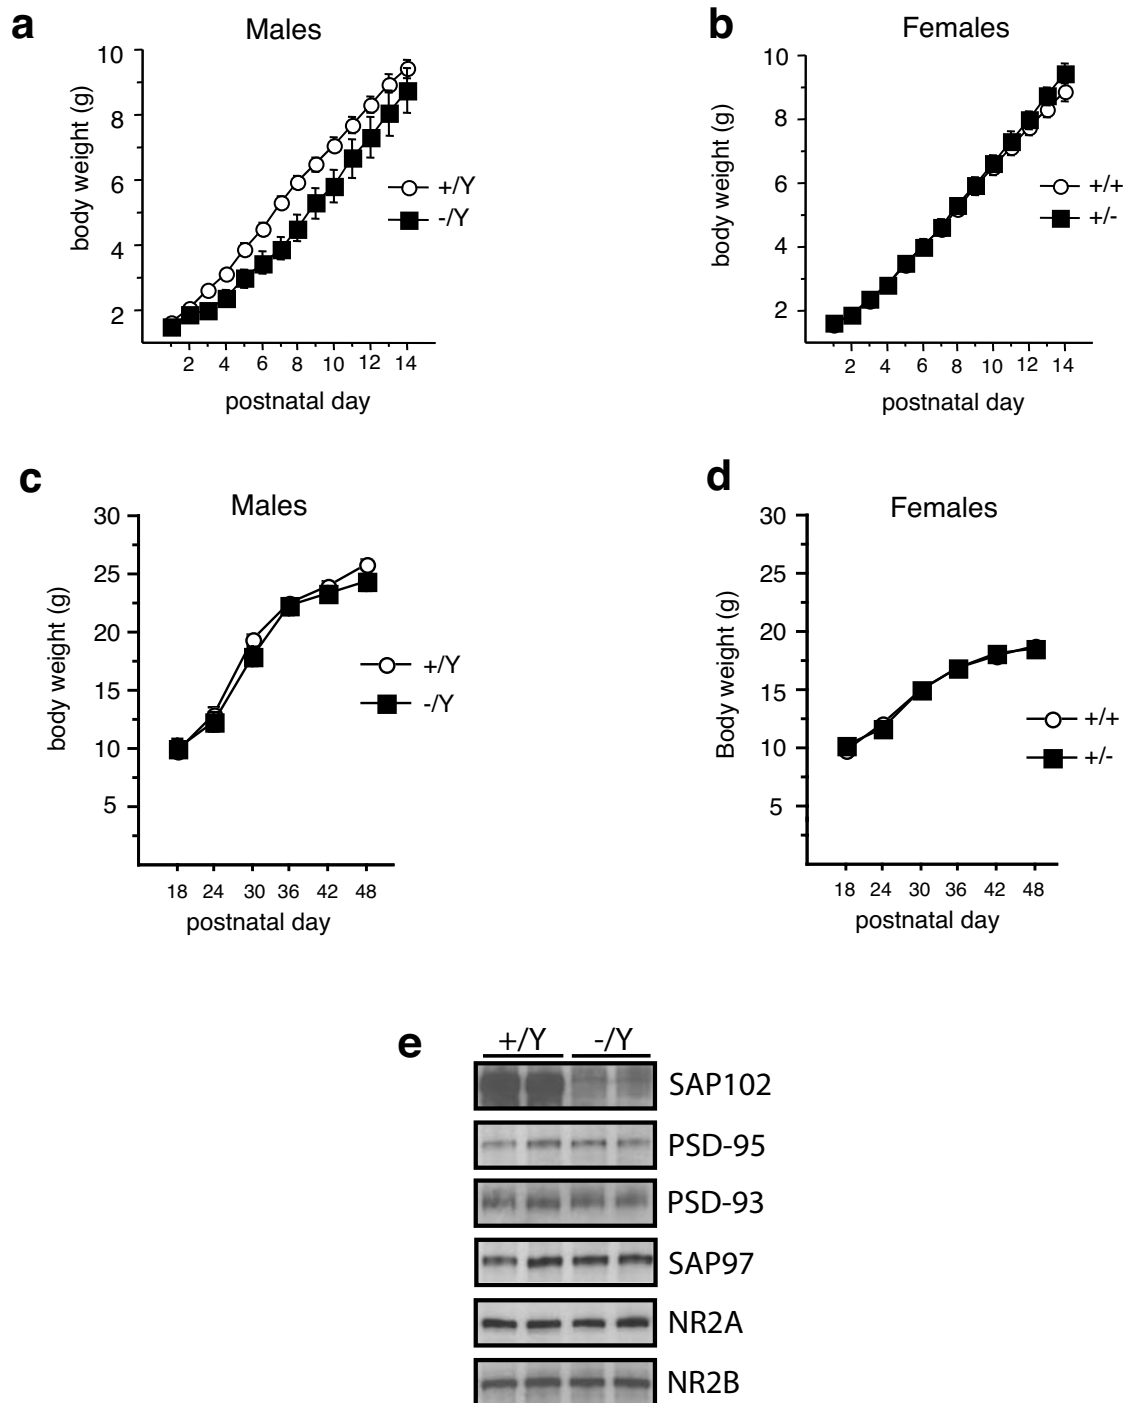 a
Males
10
8
6
4
2
body weight (g)
+/Y
-/Y
2 4 6 8 10 12 14
postnatal day
b
Females
10
8
6
4
2
body weight (g)
+/+
+/-
2 4 6 8 10 12 14
postnatal day
c
Males
30
25
20
15
10
5
body weight (g)
+/Y
-/Y
18 24 30 36 42 48
postnatal day
d
Females
30
25
20
15
10
5
Body weight (g)
+/+
+/-
18 24 30 36 42 48
postnatal day
e
+/Y -/Y
SAP102
PSD-95
PSD-93
SAP97
NR2A
NR2B